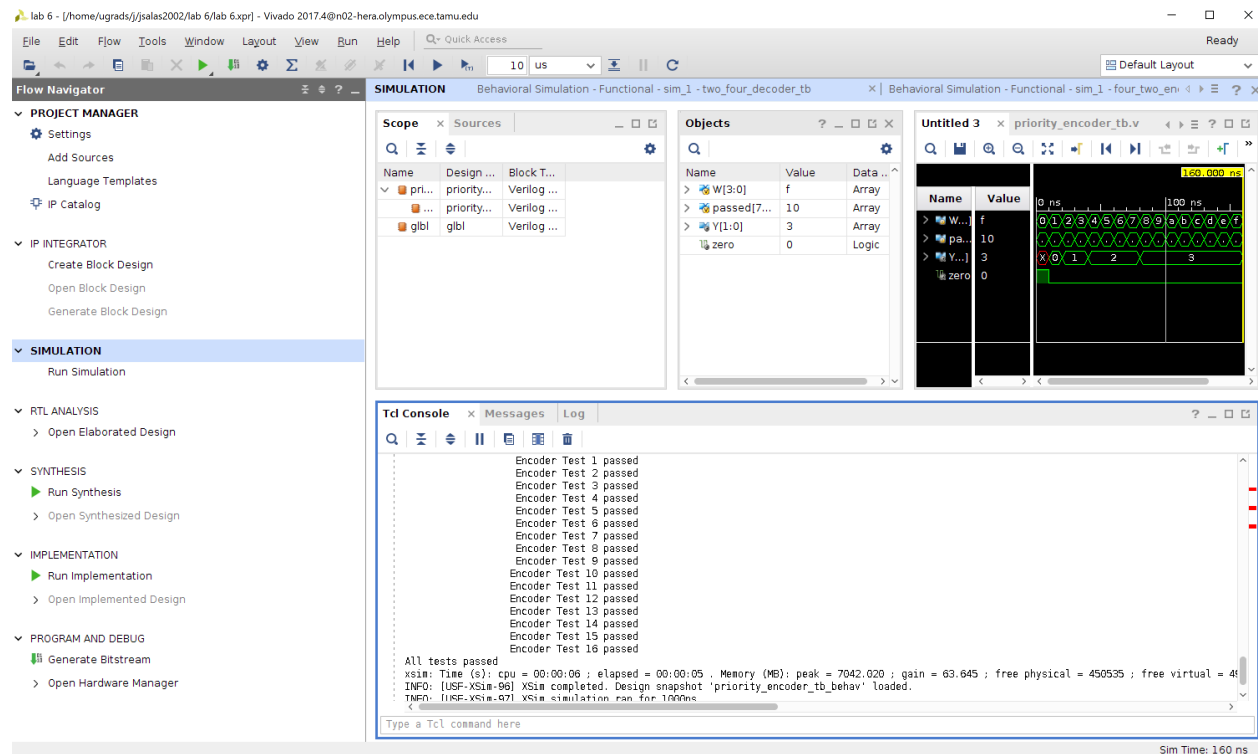 lab 6 - [/home/ugrads/j/jsalas2002/lab 6/lab 6.xpr] - Vivado 2017.4@n02-hera.olympus.ece.tamu.edu
File Edit Flow Tools Window Layout View Run Help Quick Access Ready
10 us Default Layout
Flow Navigator
PROJECT MANAGER
Settings
Add Sources
Language Templates
IP Catalog
IP INTEGRATOR
Create Block Design
Open Block Design
Generate Block Design
SIMULATION
Run Simulation
RTL ANALYSIS
Open Elaborated Design
SYNTHESIS
Run Synthesis
Open Synthesized Design
IMPLEMENTATION
Run Implementation
Open Implemented Design
PROGRAM AND DEBUG
Generate Bitstream
Open Hardware Manager
SIMULATION Behavioral Simulation - Functional - sim_1 - two_four_decoder_tb Behavioral Simulation - Functional - sim_1 - four_two_en
Scope Sources
Name Design ... Block T...
pri... priority... Verilog ...
... priority... Verilog ...
glbl glbl Verilog ...
Objects
Name Value Data ..
W[3:0] f Array
passed[7... 10 Array
Y[1:0] 3 Array
zero 0 Logic
Untitled 3 priority_encoder_tb.v
160.000 ns
Name Value 0 ns 100 ns
W...] f 0 1 2 3 4 5 6 7 8 9 a b c d e f
pa... 10
Y...] 3 X 0 1 2 3
zero 0
Tcl Console Messages Log
Encoder Test 1 passed
Encoder Test 2 passed
Encoder Test 3 passed
Encoder Test 4 passed
Encoder Test 5 passed
Encoder Test 6 passed
Encoder Test 7 passed
Encoder Test 8 passed
Encoder Test 9 passed
Encoder Test 10 passed
Encoder Test 11 passed
Encoder Test 12 passed
Encoder Test 13 passed
Encoder Test 14 passed
Encoder Test 15 passed
Encoder Test 16 passed
All tests passed
xsim: Time (s): cpu = 00:00:06 ; elapsed = 00:00:05 . Memory (MB): peak = 7042.020 ; gain = 63.645 ; free physical = 450535 ; free virtual = 49
INFO: [USF-XSim-96] XSim completed. Design snapshot 'priority_encoder_tb_behav' loaded.
INFO: [USF-XSim-97] XSim simulation ran for 1000ns
Type a Tcl command here
Sim Time: 160 ns